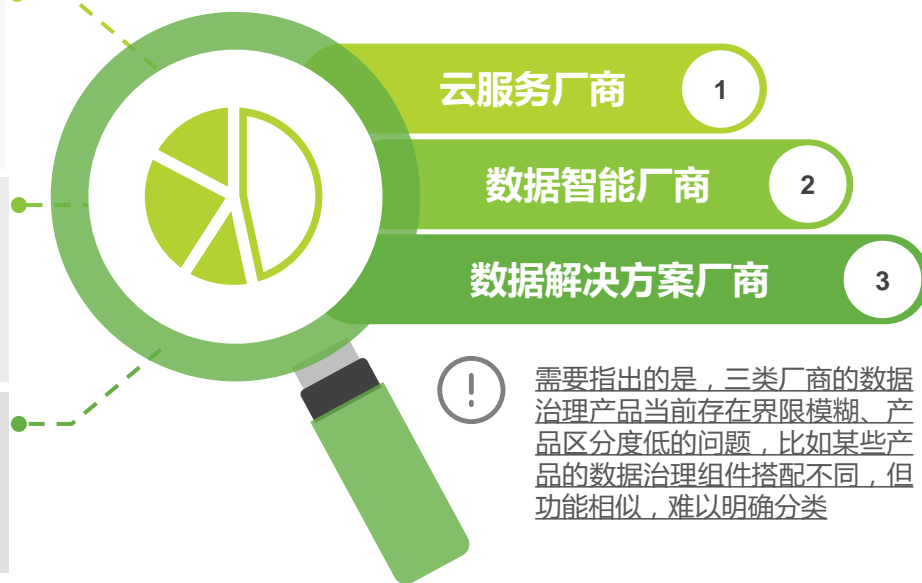 云服务厂商 1
数据智能厂商 2
数据解决方案厂商 3
需要指出的是，三类厂商的数据
治理产品当前存在界限模糊、产
品区分度低的问题，比如某些产
品的数据治理组件搭配不同，但
功能相似，难以明确分类